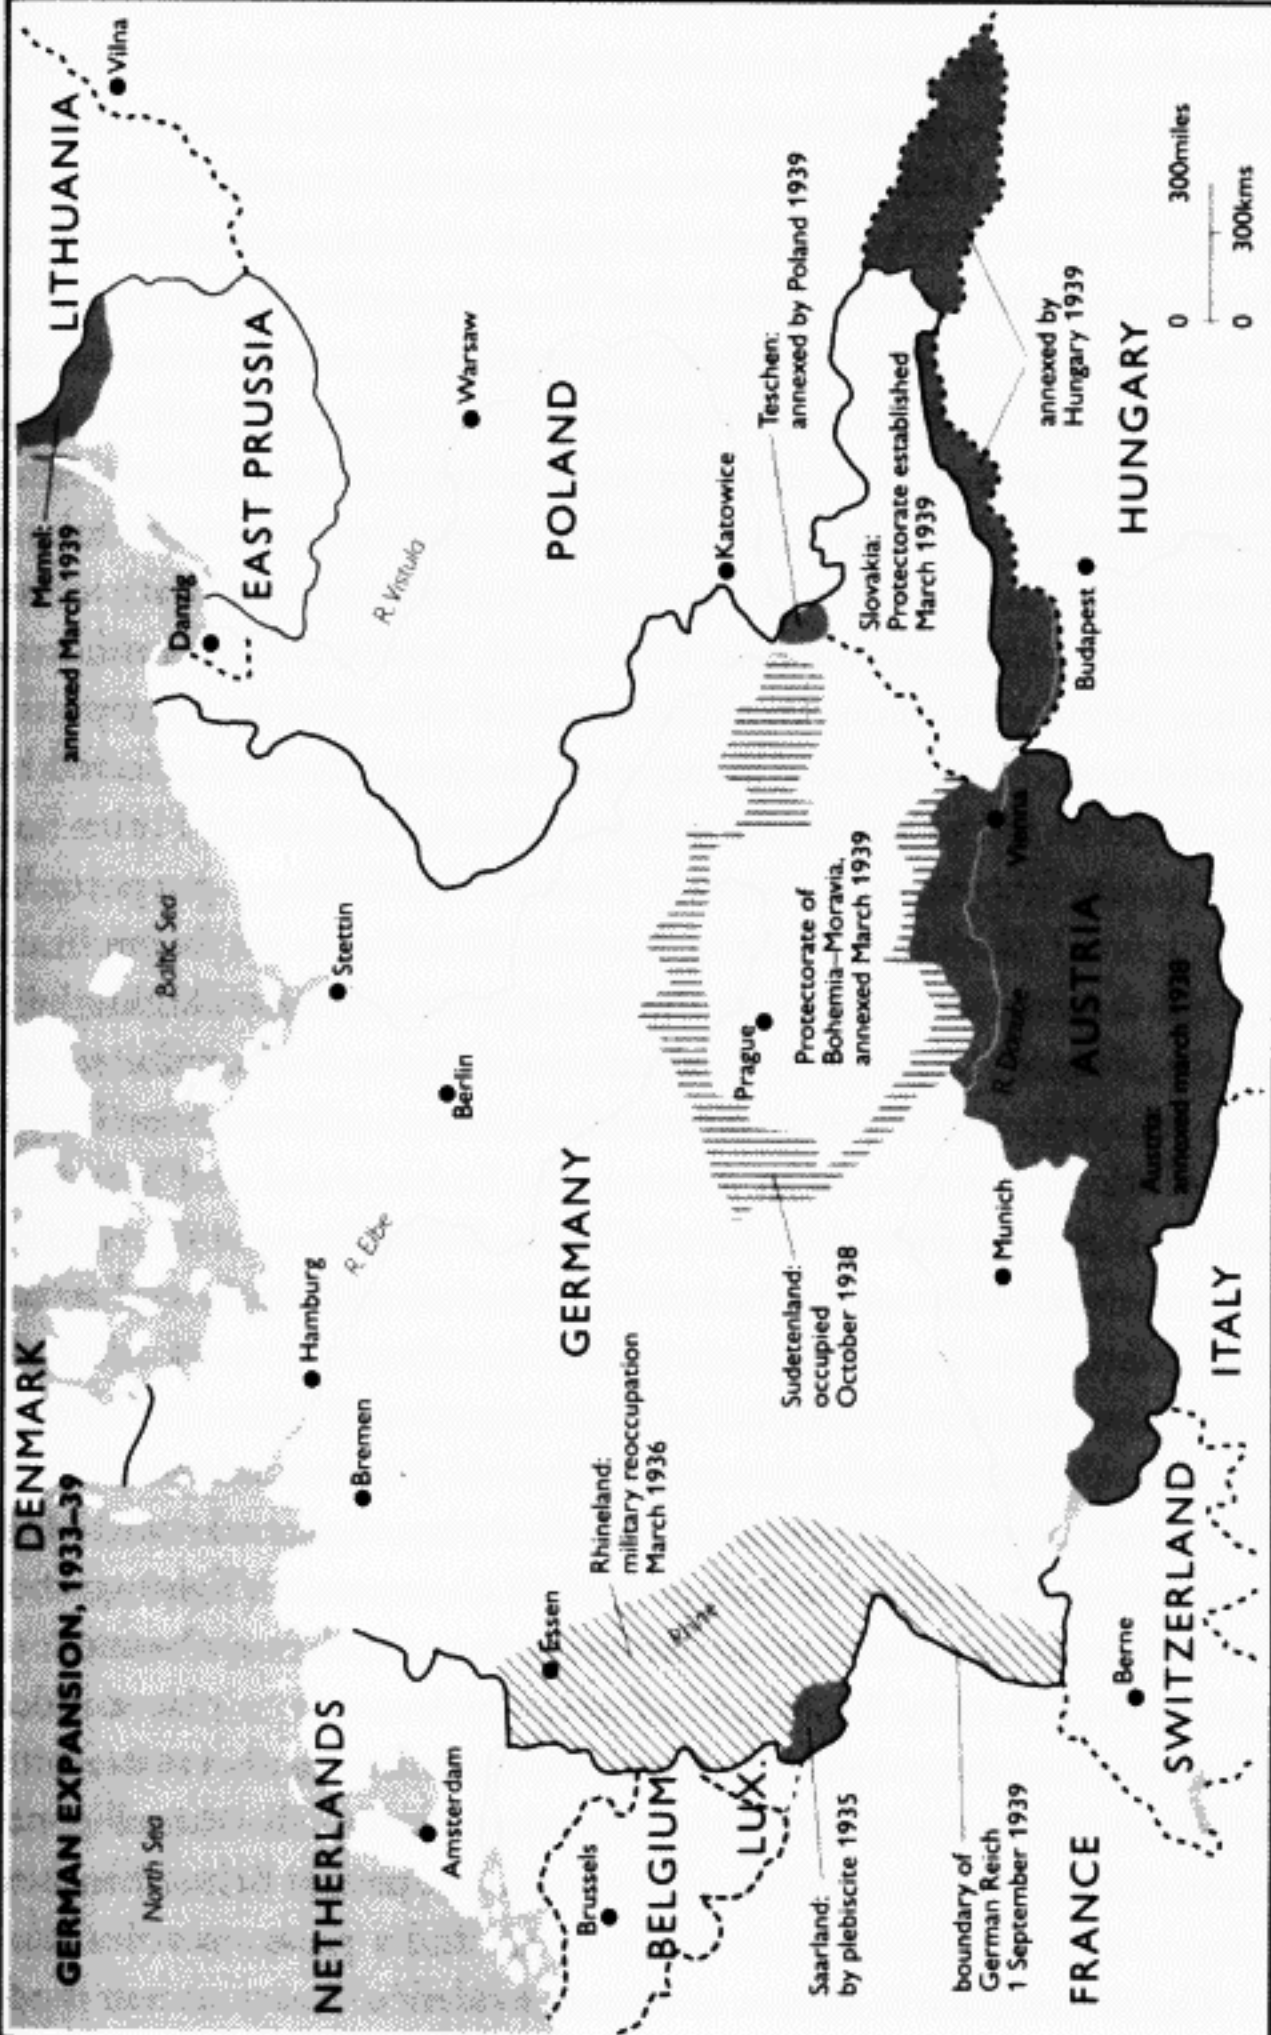 GERMAN EXPANSION, 1933–39
DENMARK
North Sea
Baltic Sea
Memel:
annexed March 1939
LITHUANIA
Vilna
Danzig
EAST PRUSSIA
NETHERLANDS
Amsterdam
Bremen
Hamburg
R. Elbe
Stettin
Berlin
R. Vistula
Warsaw
POLAND
GERMANY
Essen
Rhineland:
military reoccupation
March 1936
Rhine
Brussels
BELGIUM
LUX.
Katowice
Teschen:
annexed by Poland 1939
Prague
Protectorate of
Bohemia–Moravia,
annexed March 1939
Sudetenland:
occupied
October 1938
Saarland:
by plebiscite 1935
Slovakia:
Protectorate established
March 1939
boundary of
German Reich
1 September 1939
Munich
Vienna
R Danube
AUSTRIA
Austria:
annexed march 1938
Budapest
annexed by
Hungary 1939
HUNGARY
FRANCE
Berne
SWITZERLAND
ITALY
0 300miles
0 300kms